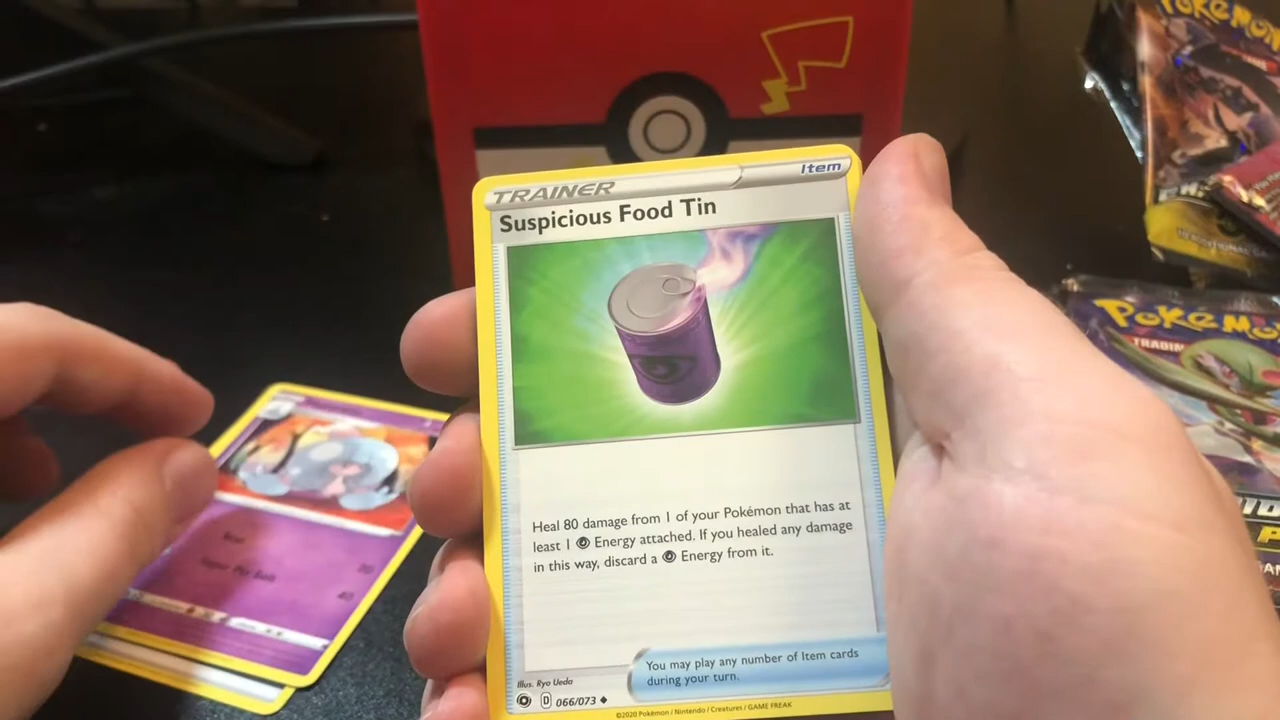 TRAINER
Item
Suspicious Food Tin
Heal 80 damage from 1 of your Pokémon that has at
least 1 Energy attached. If you healed any damage
in this way, discard a Energy from it.
You may play any number of Item cards
during your turn.
Illus. Ryo Ueda
D 066/073
©2020 Pokémon / Nintendo / Creatures / GAME FREAK
POKÉMON
POKÉMO
TRADIN